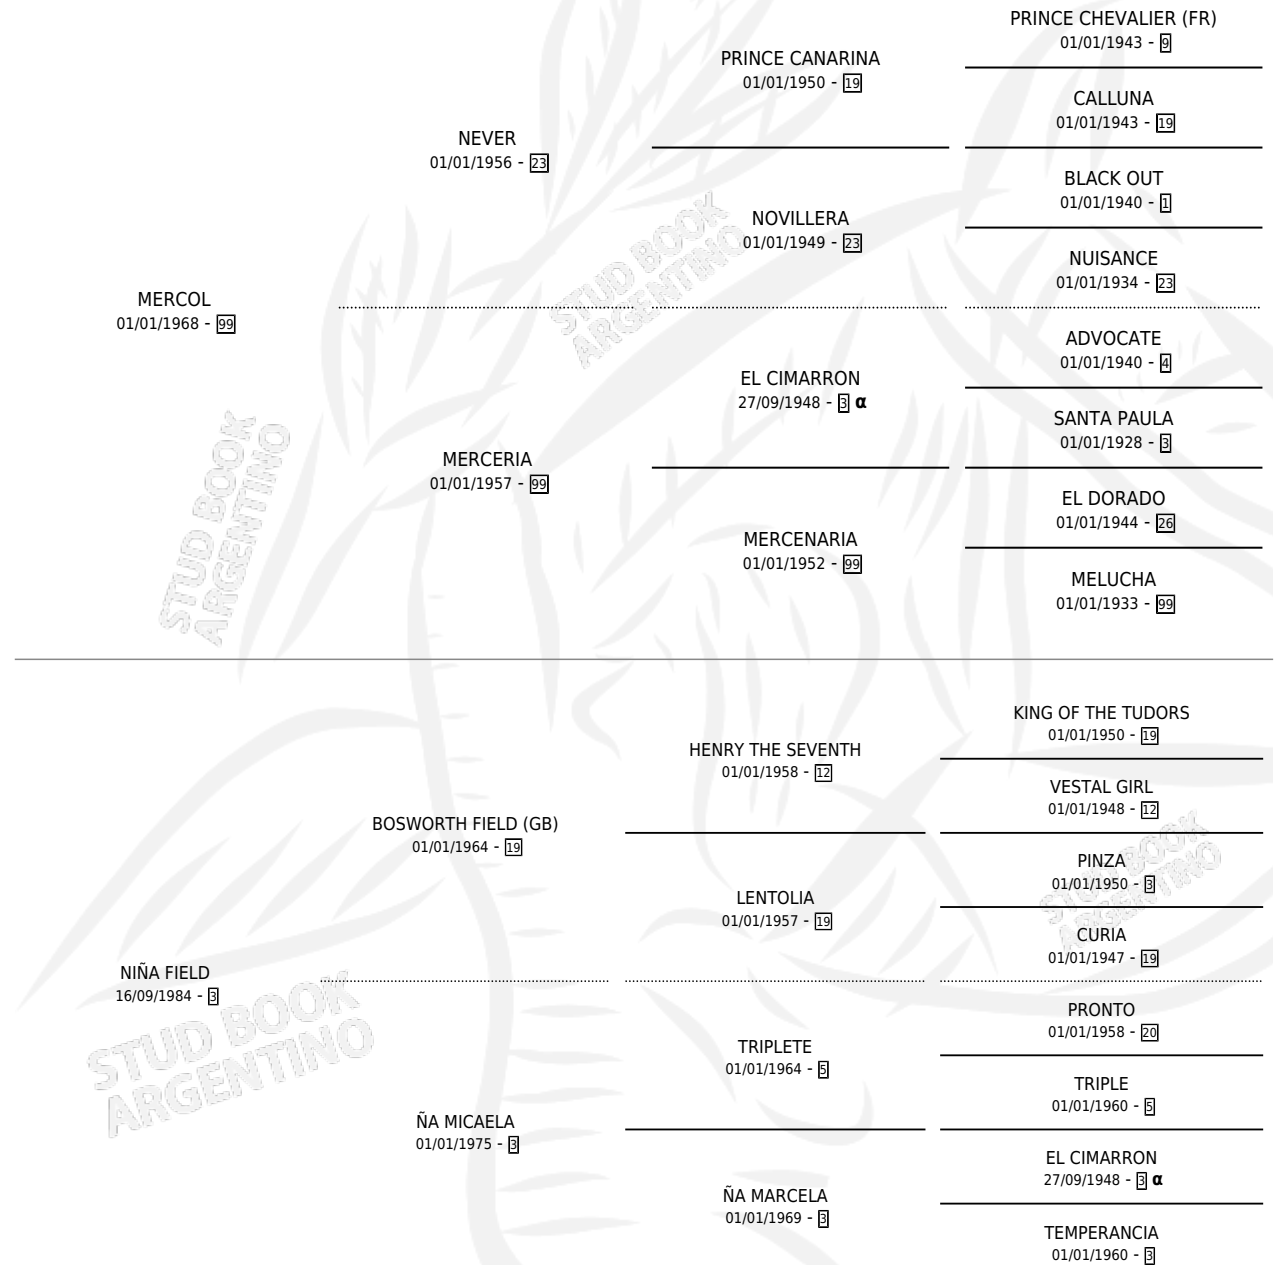 PRINCE CHEVALIER (FR)
01/01/1943 - 9
PRINCE CANARINA
01/01/1950 - 19
CALLUNA
01/01/1943 - 19
NEVER
01/01/1956 - 23
BLACK OUT
01/01/1940 - 1
NOVILLERA
01/01/1949 - 23
NUISANCE
01/01/1934 - 23
MERCOL
01/01/1968 - 99
ADVOCATE
01/01/1940 - 4
EL CIMARRON
27/09/1948 - 3 α
SANTA PAULA
01/01/1928 - 3
MERCERIA
01/01/1957 - 99
EL DORADO
01/01/1944 - 26
MERCENARIA
01/01/1952 - 99
MELUCHA
01/01/1933 - 99
KING OF THE TUDORS
01/01/1950 - 19
HENRY THE SEVENTH
01/01/1958 - 12
VESTAL GIRL
01/01/1948 - 12
BOSWORTH FIELD (GB)
01/01/1964 - 19
PINZA
01/01/1950 - 3
LENTOLIA
01/01/1957 - 19
CURIA
01/01/1947 - 19
NIÑA FIELD
16/09/1984 - 3
PRONTO
01/01/1958 - 20
TRIPLETE
01/01/1964 - 5
TRIPLE
01/01/1960 - 5
ÑA MICAELA
01/01/1975 - 3
EL CIMARRON
27/09/1948 - 3 α
ÑA MARCELA
01/01/1969 - 3
TEMPERANCIA
01/01/1960 - 3
STUD BOOK
ARGENTINO
STUD BOOK
ARGENTINO
STUD BOOK
ARGENTINO
STUD BOOK
ARGENTINO